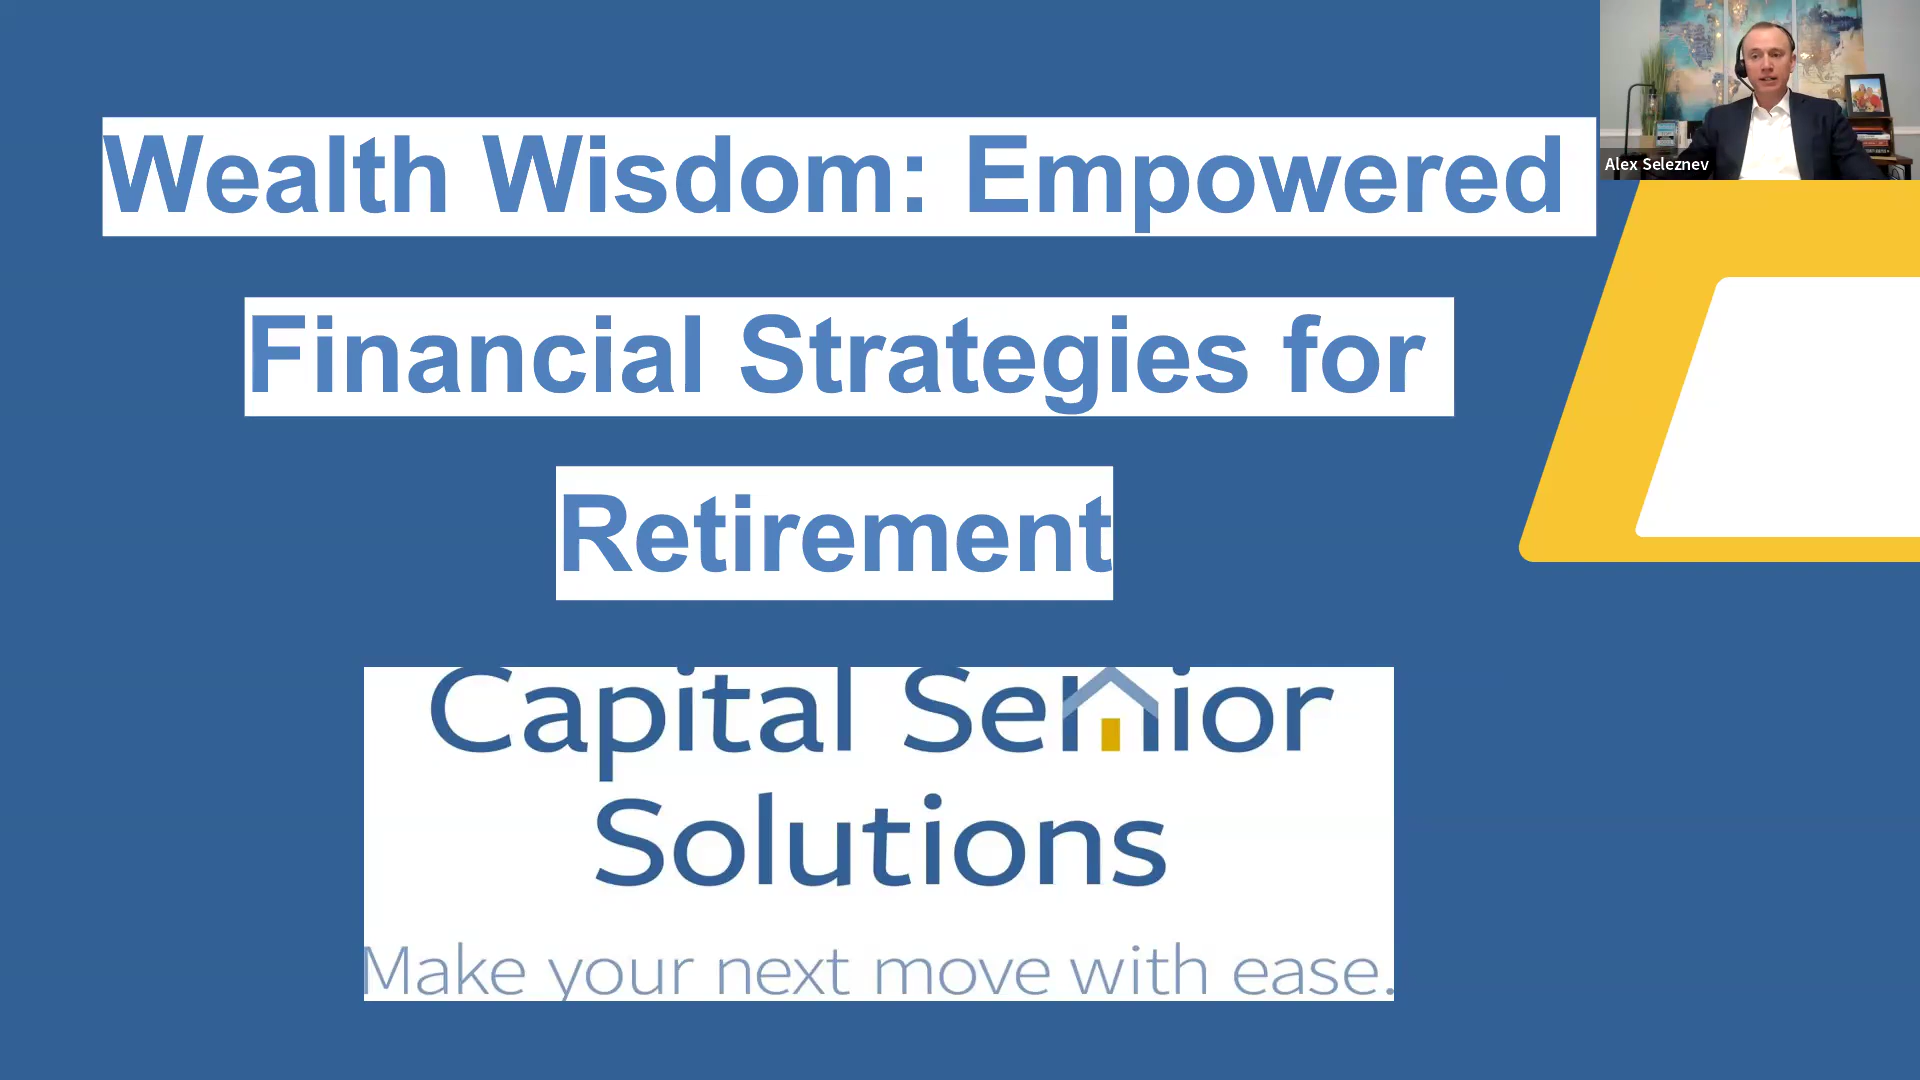 Wealth Wisdom: Empowered
Financial Strategies for
Retirement
Alex Seleznev
Capital Senior
Solutions
Make your next move with ease.